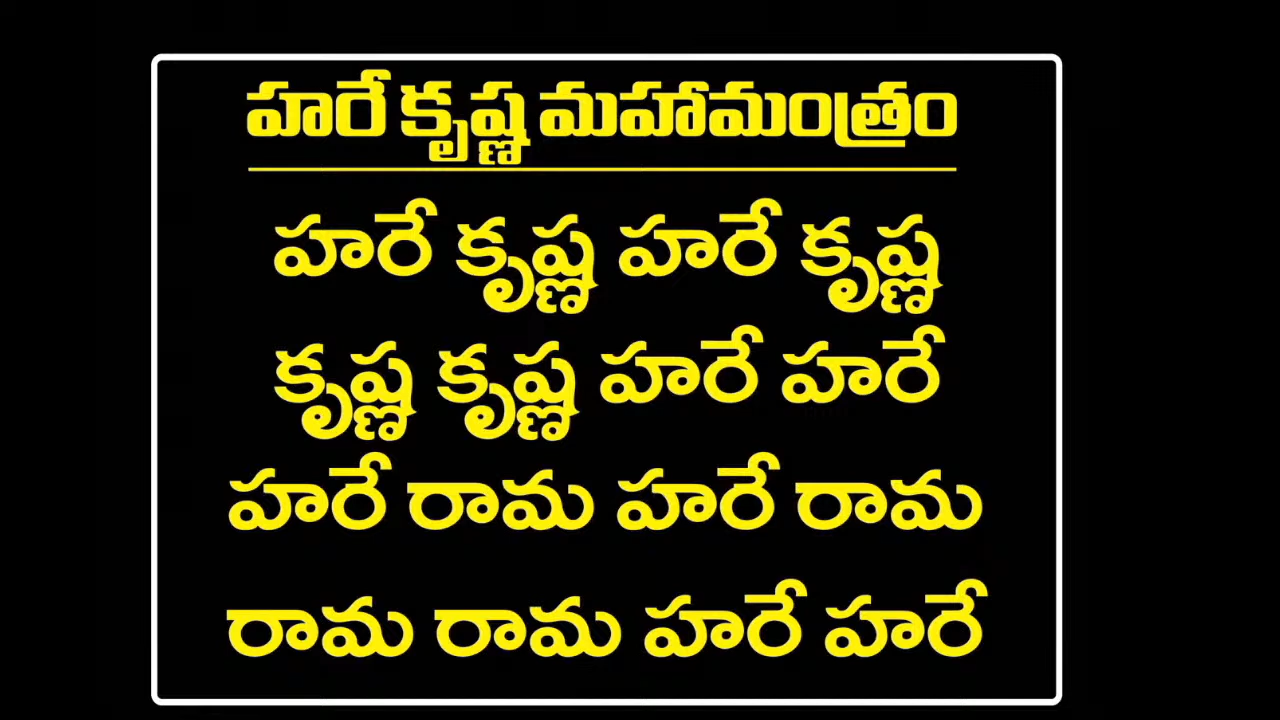 హరే కృష్ణ మహామంత్రం
హరే కృష్ణ హరే కృష్ణ
కృష్ణ కృష్ణ హరే హరే
హరే రామ హరే రామ
రామ రామ హరే హరే